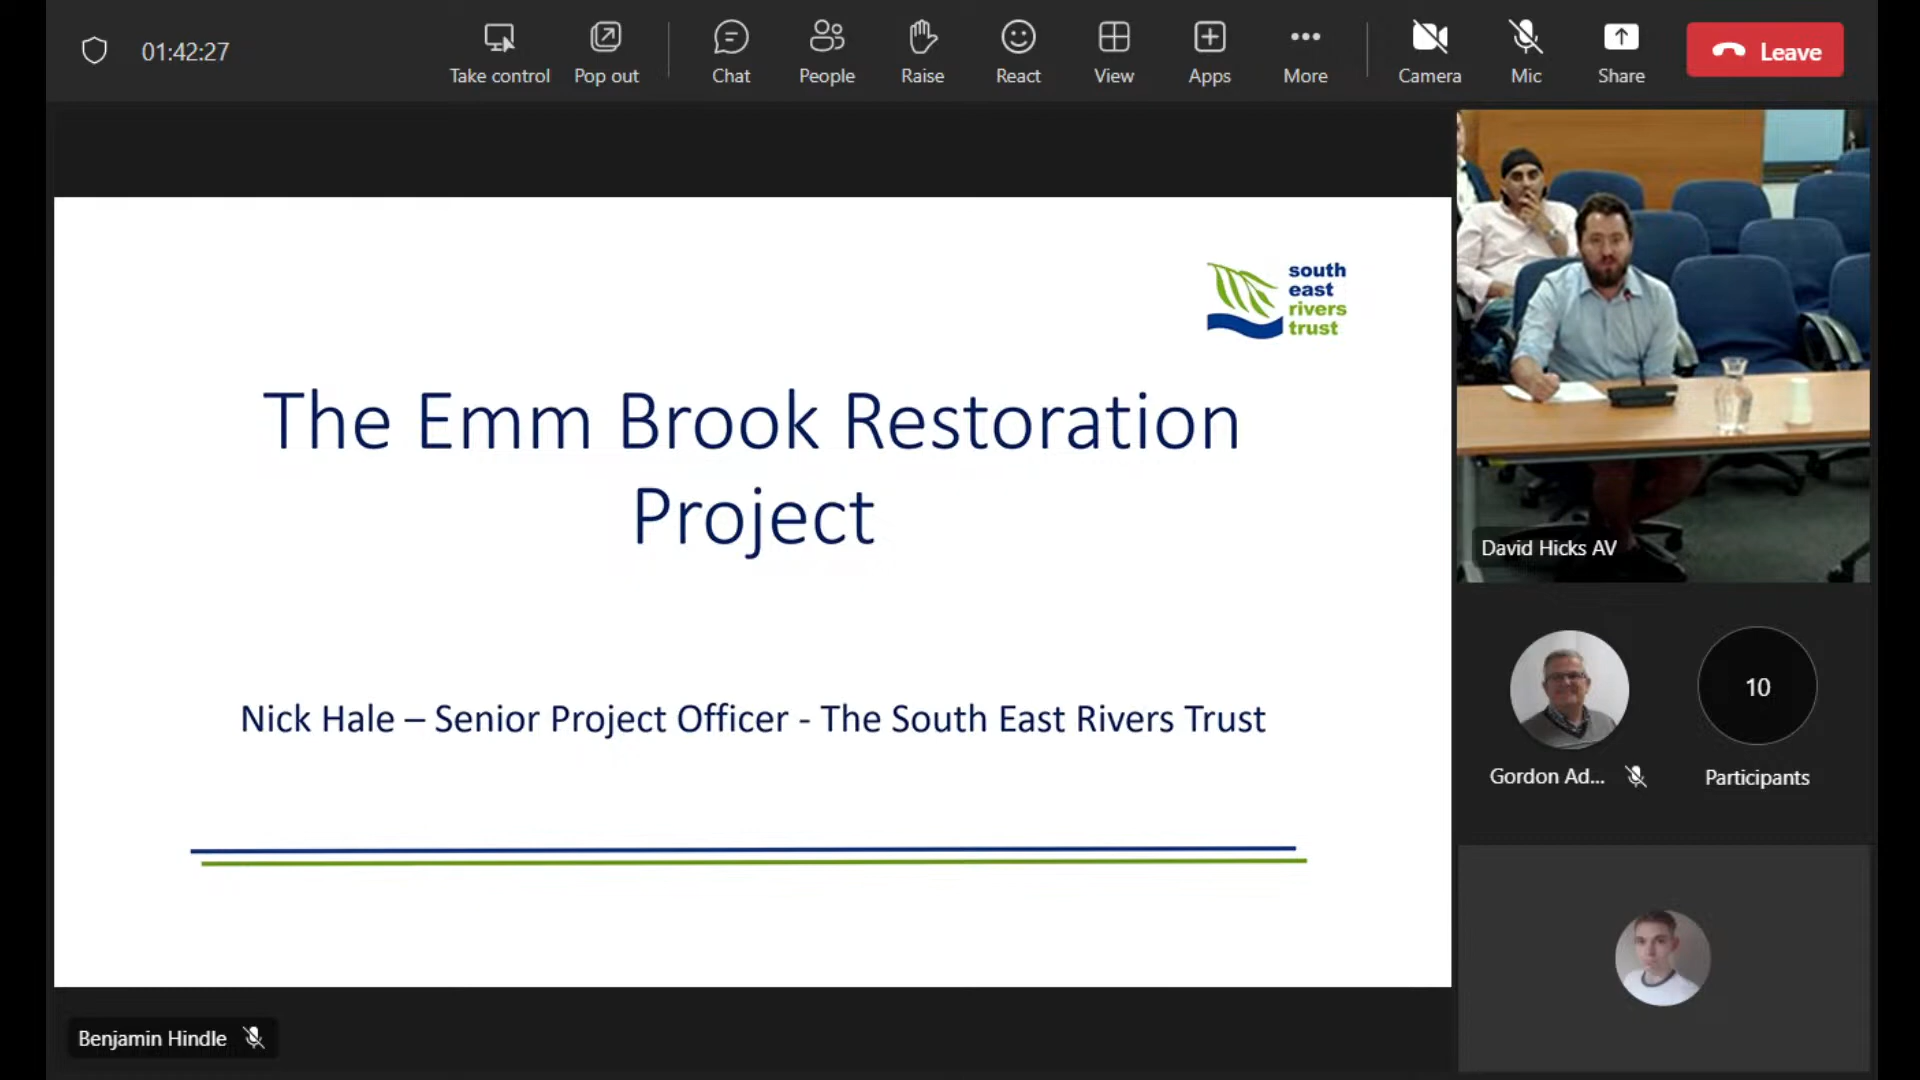 01:42:27
Take control
Pop out
Chat
People
Raise
React
View
Apps
More
Camera
Mic
Share
Leave
south
east
rivers
trust
The Emm Brook Restoration
Project
Nick Hale – Senior Project Officer - The South East Rivers Trust
David Hicks AV
Gordon Ad...
10
Participants
Benjamin Hindle